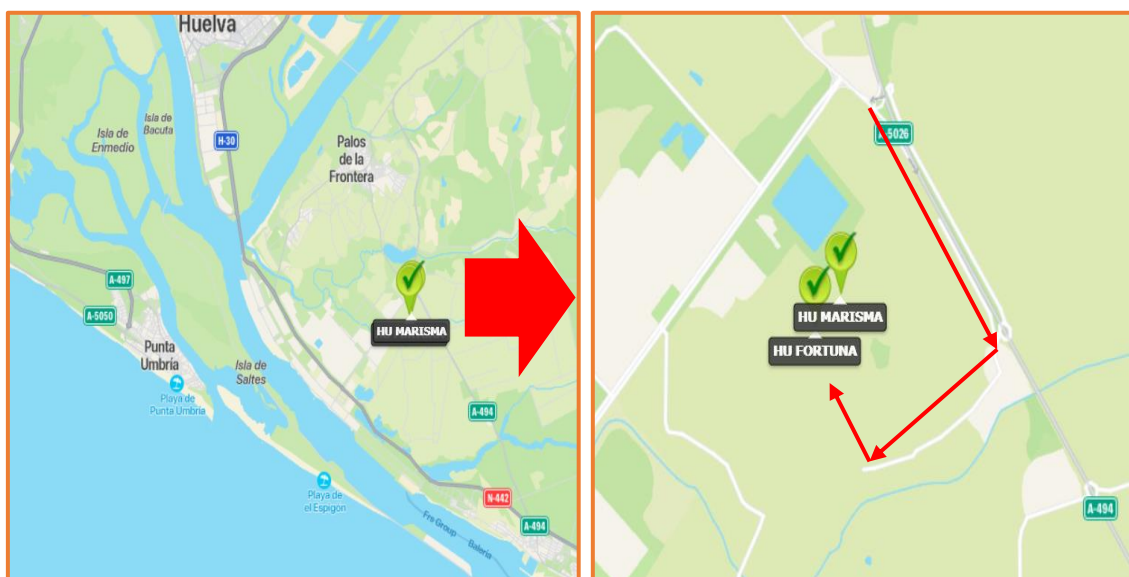 Huelva
Isla de
Bacuta
Isla de
Enmedio
H-30
Palos
de la
Frontera
A-497
A-5050
HU MARISMA
Punta
Umbría
Isla de
Saltes
Playa de
Punta Umbría
A-494
Playa de
el Espigón
N-442
Frs Group - Balearia
A-494
A-5026
HU MARISMA
HU FORTUNA
A-494